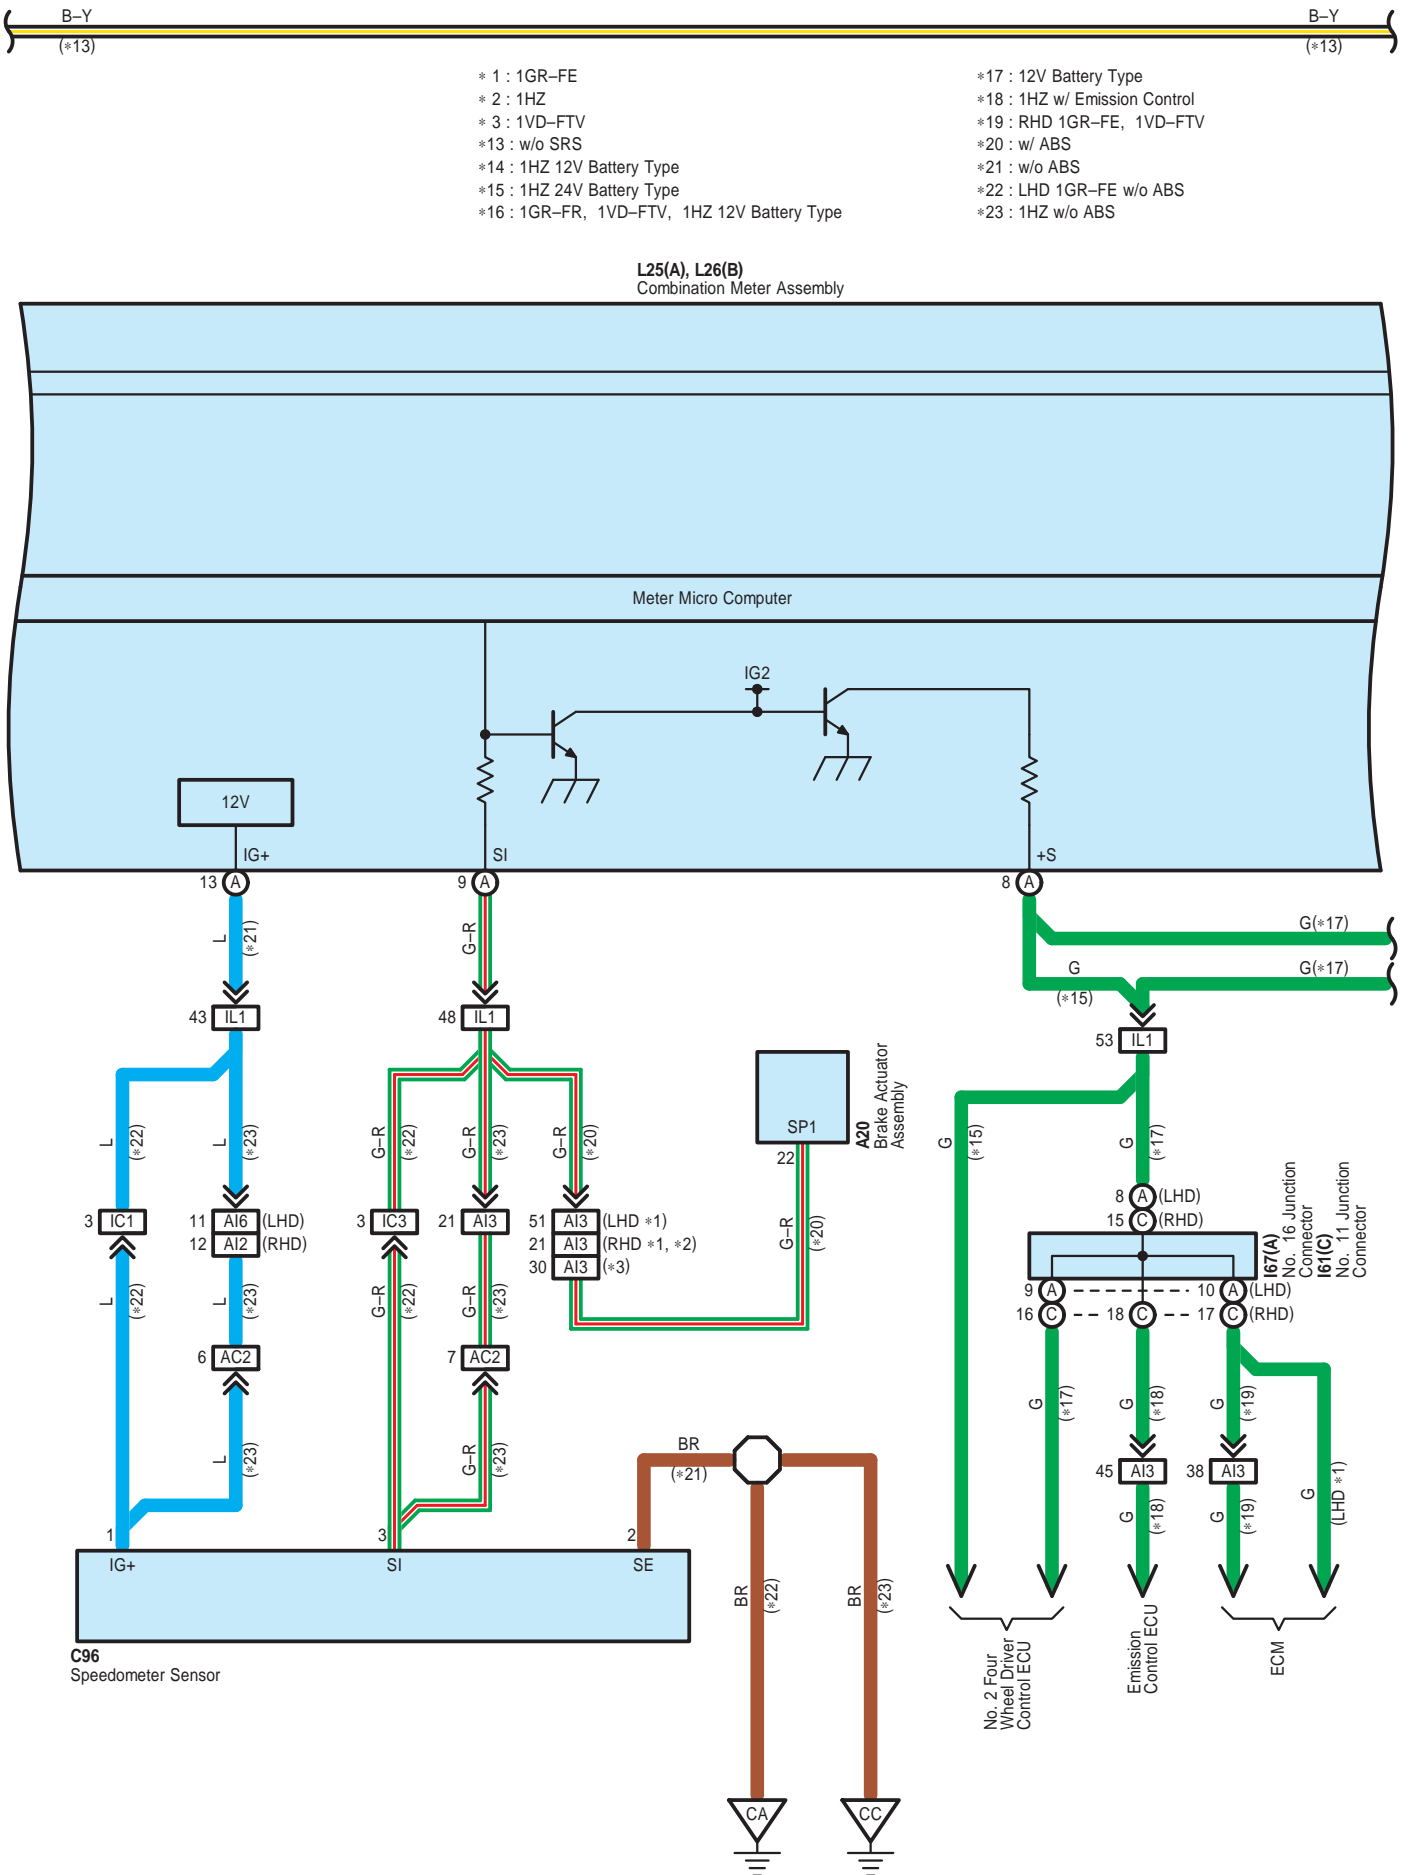 B–Y
(*13)
B–Y
(*13)
* 1 : 1GR–FE
* 2 : 1HZ
* 3 : 1VD–FTV
*13 : w/o SRS
*14 : 1HZ 12V Battery Type
*15 : 1HZ 24V Battery Type
*16 : 1GR–FR, 1VD–FTV, 1HZ 12V Battery Type
*17 : 12V Battery Type
*18 : 1HZ w/ Emission Control
*19 : RHD 1GR–FE, 1VD–FTV
*20 : w/ ABS
*21 : w/o ABS
*22 : LHD 1GR–FE w/o ABS
*23 : 1HZ w/o ABS
L25(A), L26(B)
Combination Meter Assembly
Meter Micro Computer
IG2
12V
IG+
SI
+S
13 A
9 A
8 A
L
(*21)
G–R
G(*17)
G
(*15)
G(*17)
43 IL1
48 IL1
53 IL1
L
(*22)
L
(*23)
G–R
(*22)
G–R
(*23)
G–R
(*20)
SP1
22
A20
Brake Actuator
Assembly
G–R
(*20)
G
(*15)
G
(*17)
3 IC1
11 AI6 (LHD)
12 AI2 (RHD)
3 IC3
21 AI3
51 AI3 (LHD *1)
21 AI3 (RHD *1, *2)
30 AI3 (*3)
8 A (LHD)
15 C (RHD)
I67(A)
No. 16 Junction
Connector
I61(C)
No. 11 Junction
Connector
9 A
10 A (LHD)
16 C
18 C
17 C (RHD)
L
(*22)
L
(*23)
G–R
(*22)
G–R
(*23)
6 AC2
7 AC2
L
(*23)
G–R
(*23)
BR
(*21)
G
(*17)
G
(*18)
G
(*19)
45 AI3
38 AI3
G
(*18)
G
(*19)
G
(LHD *1)
1
IG+
3
SI
2
SE
C96
Speedometer Sensor
BR
(*22)
BR
(*23)
No. 2 Four
Wheel Driver
Control ECU
Emission
Control ECU
ECM
CA
CC